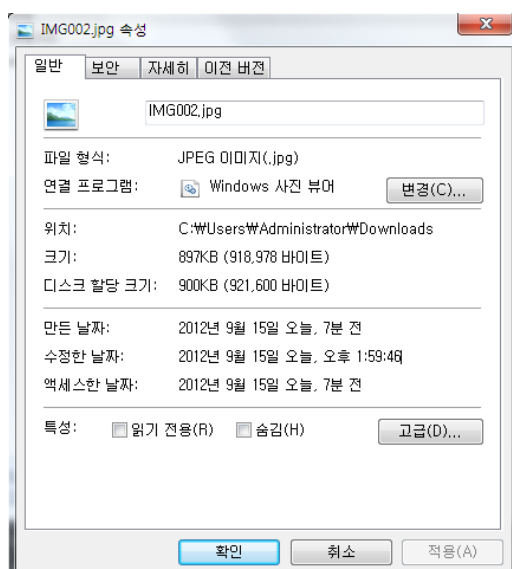 IMG002.jpg 속성
일반 보안 자세히 이전 버전
IMG002.jpg
파일 형식: JPEG 이미지(.jpg)
연결 프로그램: Windows 사진 뷰어 변경(C)...
위치: C:₩Users₩Administrator₩Downloads
크기: 897KB (918,978 바이트)
디스크 할당 크기: 900KB (921,600 바이트)
만든 날짜: 2012년 9월 15일 오늘, 7분 전
수정한 날짜: 2012년 9월 15일 오늘, 오후 1:59:46
액세스한 날짜: 2012년 9월 15일 오늘, 7분 전
특성: 읽기 전용(R) 숨김(H) 고급(D)...
확인 취소 적용(A)